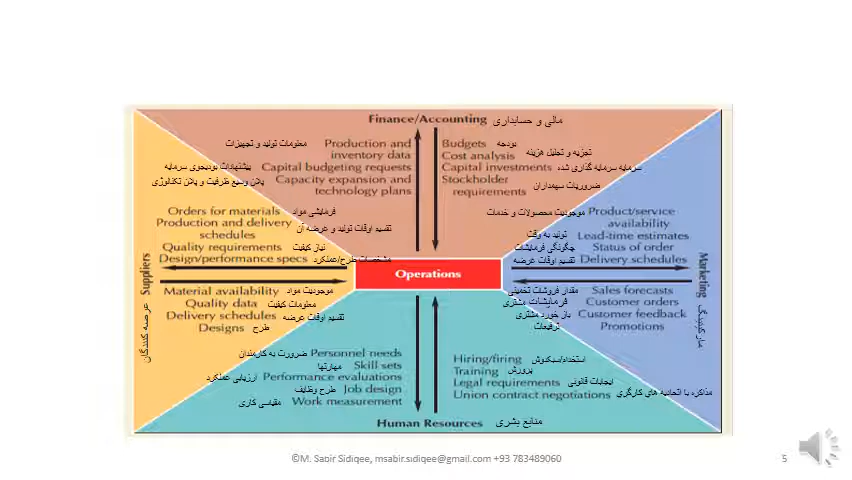 Finance/Accounting مالی و حسابداری
معلومات تولید و تجهیزات Production and
inventory data
پیشنهادات بودیجوی سرمایه Capital budgeting requests
پلان وسیع ظرفیت و پلان تکنالوژی Capacity expansion and
technology plans
Budgets بودجه
Cost analysis تجزیه و تحلیل هزینه
Capital investments سرمایه سرمایه گذاری شده
Stockholder ضروریات سهمداران
requirements
Orders for materials فرمایشی مواد
Production and delivery تقسیم اوقات تولید و عرضه آن
schedules
Quality requirements نیاز کیفیت
Design/performance specs مشخصات طرح/عملکرد
موجودیت محصولات و خدمات Product/service
availability
تولید به وقت Lead-time estimates
چگونگی فرمایشات Status of order
تقسیم اوقات عرضه Delivery schedules
Suppliers
عرضه کنندگان
Operations
Marketing
مارکیتینگ
Material availability موجودیت مواد
Quality data معلومات کیفیت
Delivery schedules تقسیم اوقات عرضه
Designs طرح
مقدار فروشات تخمینی Sales forecasts
فرمایشات مشتری Customer orders
باز خورد مشتری Customer feedback
ترفیعات Promotions
ضرورت به کارمندان Personnel needs
مهارتها Skill sets
ارزیابی عملکرد Performance evaluations
طرح وظایف Job design
مقیاسی کاری Work measurement
Hiring/firing استخدام/سبکدوش
Training پرورش
Legal requirements ایجابات قانونی
Union contract negotiations مذاکره با اتحادیه های کارگری
Human Resources منابع بشری
©M. Sabir Sidiqee, msabir.sidiqee@gmail.com +93 783489060
5